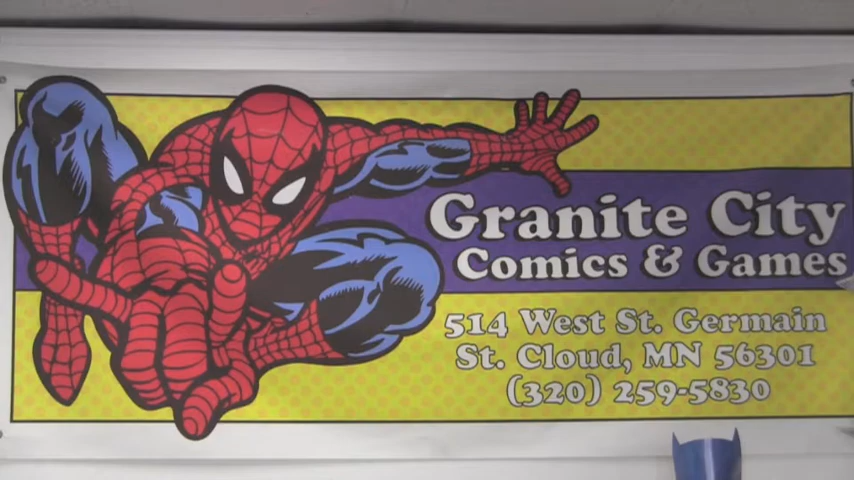 Granite City
Comics & Games
514 West St. Germain
St. Cloud, MN 56301
(320) 259-5830